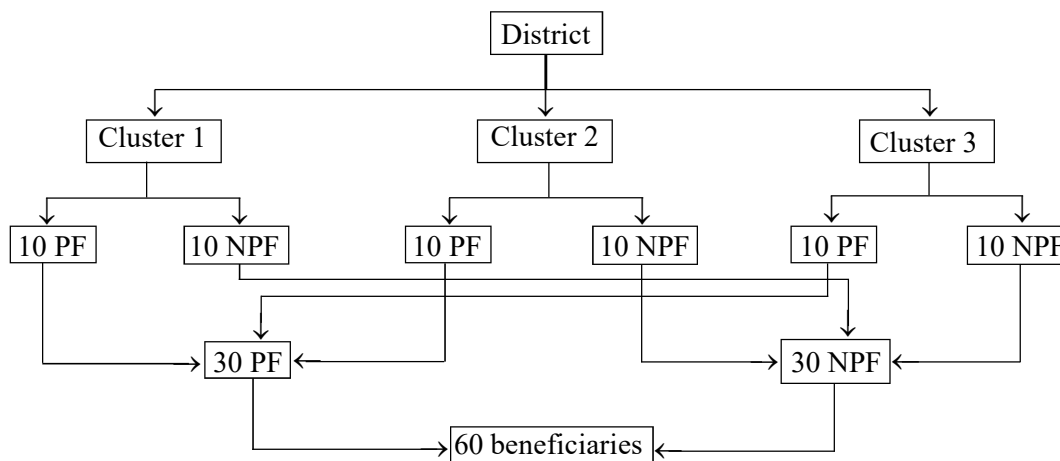 District
Cluster 1
Cluster 2
Cluster 3
10 PF
10 NPF
10 PF
10 NPF
10 PF
10 NPF
30 PF
30 NPF
60 beneficiaries